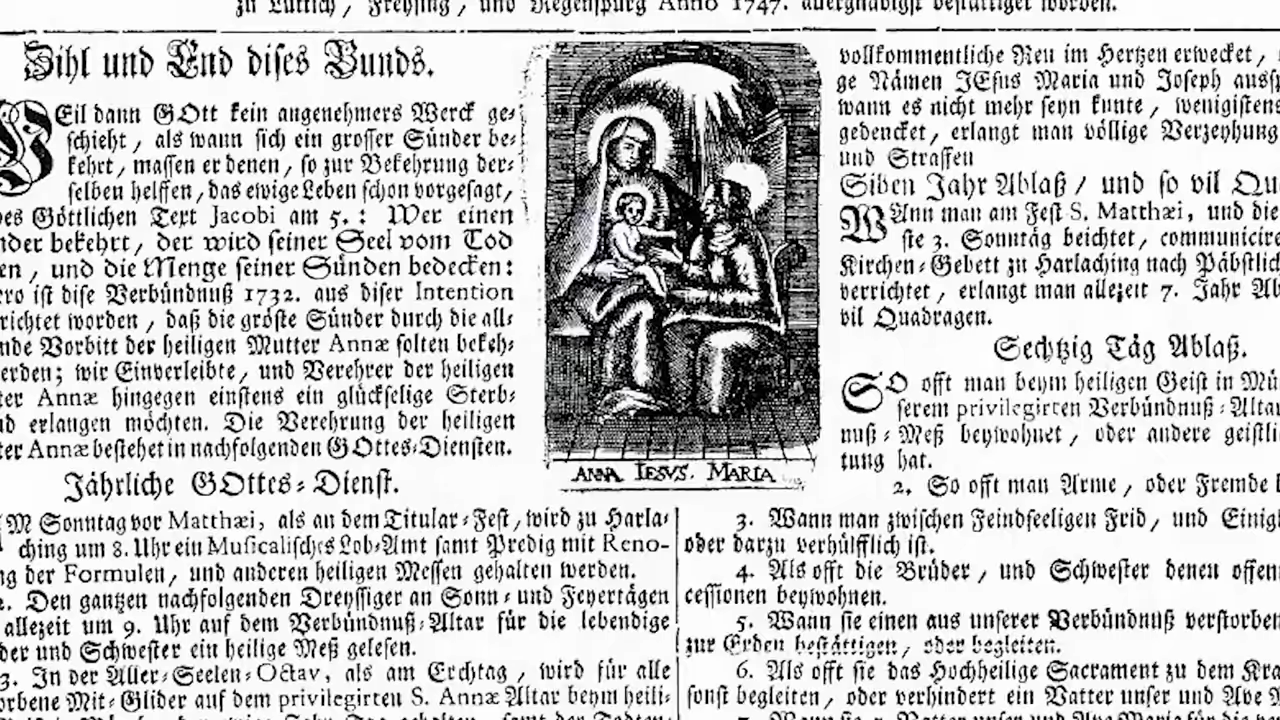 zu Lüttich, Freysing, und Regenspurg Anno 1747. allergnädigst bestättiget worden.
Zihl und End dises Bunds.
WEil dann GOtt kein angenehmers Werck ge-
schieht, als wann sich ein grosser Sünder be-
kehrt, massen er denen, so zur Bekehrung der-
selben helffen, das ewige Leben schon vorgesagt,
des Göttlichen Text Jacobi am 5.: Wer einen
bekehrt, der wird seiner Seel vom Tod
und die Menge seiner Sünden bedecken:
ist dise Verbündnuß 1732. aus diser Intention
richtet worden, daß die gröste Sünder durch die all-
Vorbitt der heiligen Mutter Annæ solten bekeh-
werden; wir Einverleibte, und Verehrer der heiligen
Annæ hingegen einstens ein glückselige Sterb-
erlangen möchten. Die Verehrung der heiligen
Annæ bestehet in nachfolgenden GOttes-Diensten.
Jährliche GOttes-Dienst.
M Sonntag vor Matthæi, als an dem Titular-Fest, wird zu Harla-
ching um 8. Uhr ein Musicalisches Lob-Amt samt Predig mit Reno-
der Formulen, und anderen heiligen Messen gehalten werden.
2. Den gantzen nachfolgenden Dreyssiger an Sonn- und Feyertägen
allezeit um 9. Uhr auf dem Verbündnuß-Altar für die lebendige
und Schwester ein heilige Meß gelesen.
3. In der Aller-Seelen-Octav, als am Erchtag, wird für alle
Mit-Glider auf dem privilegirten S. Annæ Altar beym heili-
ANNA IESVS. MARIA
vollkommentliche Reu im Hertzen erwecket,
ge Nämen JEsus Maria und Joseph
wann es nicht mehr seyn kunte, wenigistens
gedencket, erlangt man völlige Verzeyhung
und Straffen
Siben Jahr Ablaß, und so vil
WAnn man am Fest S. Matthæi, und die
ste 3. Sonntäg beichtet, communicire
Kirchen-Gebett zu Harlaching nach Päbstlich
verrichtet, erlangt man allezeit 7. Jahr
vil Quadragen.
Sechtzig Täg Ablaß.
SO offt man beym heiligen Geist in
serem privilegirten Verbündnuß-Altar
nuß-Meß beywohnet, oder andere geistli
tung hat.
2. So offt man Arme, oder Fremde
3. Wann man zwischen Feindseeligen Frid, und Einig
oder darzu verhülfflich ist.
4. Als offt die Brüder, und Schwester denen offen
cessionen beywohnen.
5. Wann sie einen aus unserer Verbündnuß verstorben
zur Erden bestättigen, oder begleiten.
6. Als offt sie das Hochheilige Sacrament zu dem Kra
sonst begleiten, oder verhindert ein Vatter unser und Ave